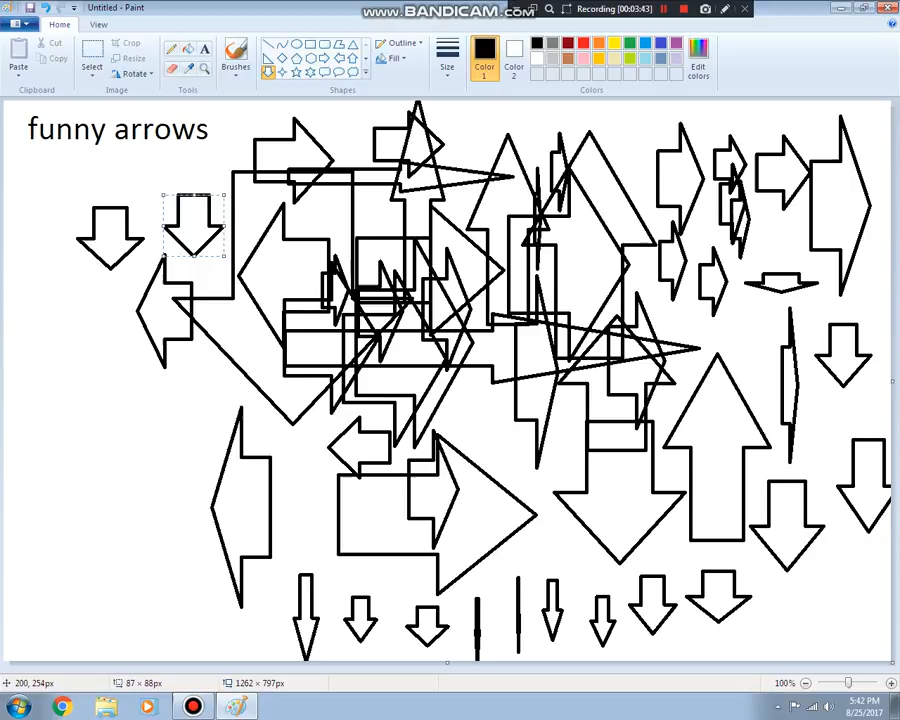 Untitled - Paint
www.BANDICAM.com
Recording [00:03:43]
Home
View
Paste
Cut
Copy
Clipboard
Select
Crop
Resize
Rotate
Image
Tools
Brushes
Outline
Fill
Shapes
Size
Color 1
Color 2
Edit colors
Colors
funny arrows
200, 254px
87 × 88px
1262 × 797px
100%
5:42 PM
8/25/2017